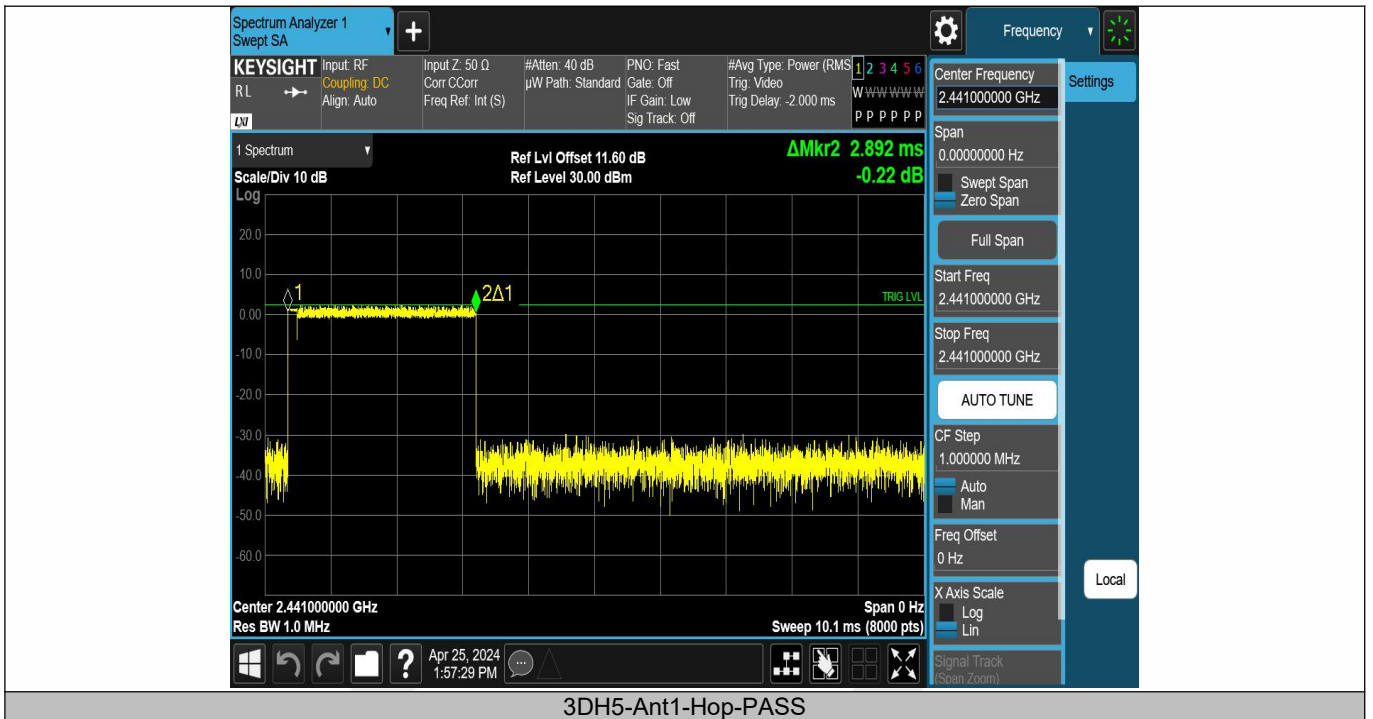 Spectrum Analyzer 1
Swept SA
+
Frequency
KEYSIGHT
RL
LXI
Input: RF
Coupling: DC
Align: Auto
Input Z: 50 Ω
Corr CCorr
Freq Ref: Int (S)
#Atten: 40 dB
µW Path: Standard
PNO: Fast
Gate: Off
IF Gain: Low
Sig Track: Off
#Avg Type: Power (RMS
Trig: Video
Trig Delay: -2.000 ms
1 2 3 4 5 6
W W W W W W
P P P P P P
1 Spectrum
Scale/Div 10 dB
Ref Lvl Offset 11.60 dB
Ref Level 30.00 dBm
ΔMkr2 2.892 ms
-0.22 dB
Log
20.0
10.0
0.00
-10.0
-20.0
-30.0
-40.0
-50.0
-60.0
1
2Δ1
TRIG LVL
Center 2.441000000 GHz
Res BW 1.0 MHz
Span 0 Hz
Sweep 10.1 ms (8000 pts)
Apr 25, 2024
1:57:29 PM
Center Frequency
2.441000000 GHz
Settings
Span
0.00000000 Hz
Swept Span
Zero Span
Full Span
Start Freq
2.441000000 GHz
Stop Freq
2.441000000 GHz
AUTO TUNE
CF Step
1.000000 MHz
Auto
Man
Freq Offset
0 Hz
X Axis Scale
Log
Lin
Local
Signal Track
(Span Zoom)
3DH5-Ant1-Hop-PASS